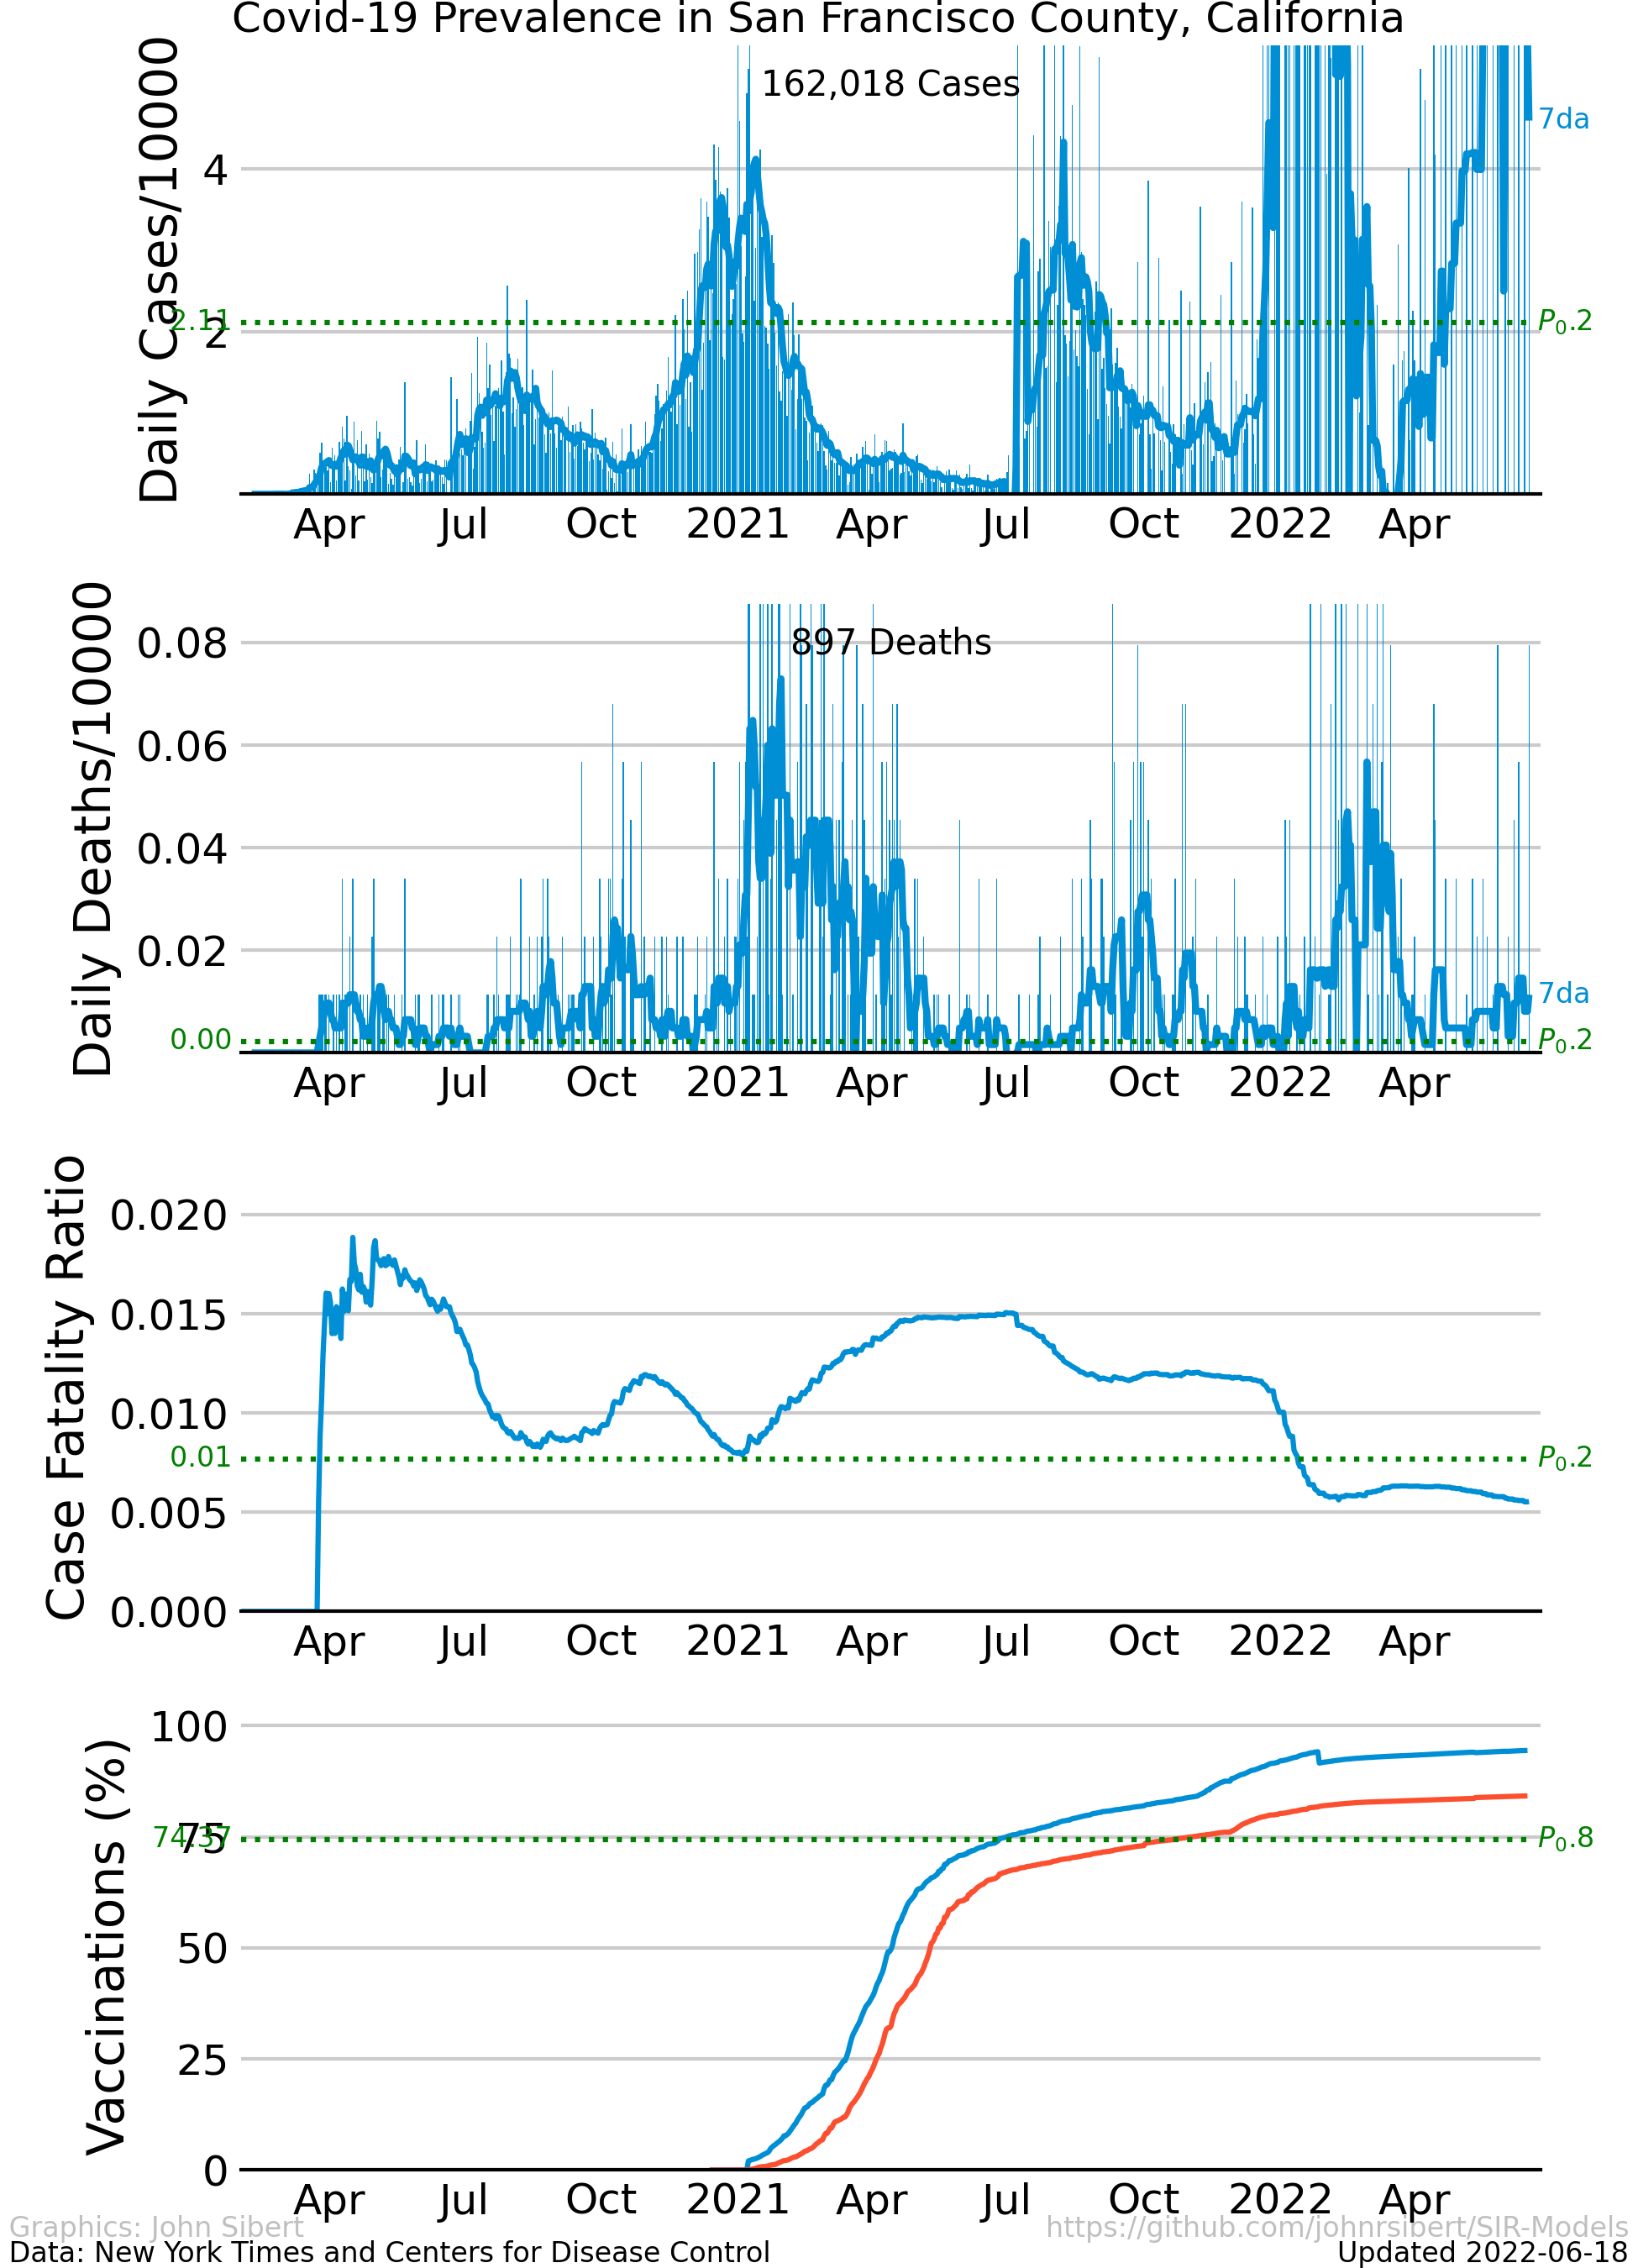 Covid-19 Prevalence in San Francisco County, California
Daily Cases/10000
162,018 Cases
4
2
2.11
7da
P₀.2
Apr Jul Oct 2021 Apr Jul Oct 2022 Apr
Daily Deaths/10000
897 Deaths
0.08
0.06
0.04
0.02
0.00
7da
P₀.2
Apr Jul Oct 2021 Apr Jul Oct 2022 Apr
Case Fatality Ratio
0.020
0.015
0.010
0.01
P₀.2
0.005
0.000
Apr Jul Oct 2021 Apr Jul Oct 2022 Apr
Vaccinations (%)
100
75
74.37
P₀.8
50
25
0
Apr Jul Oct 2021 Apr Jul Oct 2022 Apr
Graphics: John Sibert
https://github.com/johnrsibert/SIR-Models
Data: New York Times and Centers for Disease Control
Updated 2022-06-18